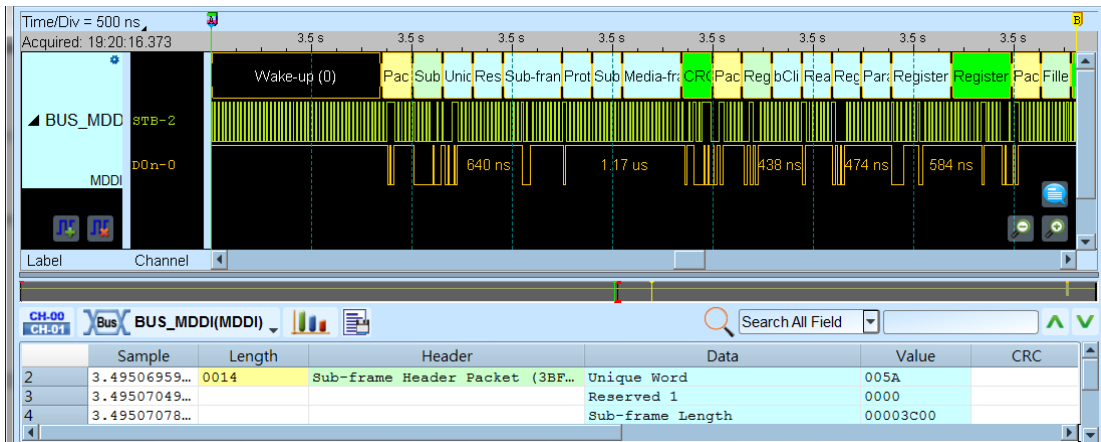 Time/Div = 500 ns
A
B
Acquired: 19:20:16.373
3.5 s 3.5 s 3.5 s 3.5 s 3.5 s 3.5 s 3.5 s 3.5 s
Wake-up (0) Pac Sub Unic Res Sub-fran Prot Sub Media-fra CRC Pac Reg bCli Rea Reg Para Register Register Pac Fille
BUS_MDD STB-2
D0n-0 640 ns 1.17 us 438 ns 474 ns 584 ns
MDDI
Label Channel
CH-00
CH-01
Bus BUS_MDDI(MDDI) Search All Field
Sample Length Header Data Value CRC
2 3.49506959… 0014 Sub-frame Header Packet (3BF… Unique Word 005A
3 3.49507049… Reserved 1 0000
4 3.49507078… Sub-frame Length 00003C00